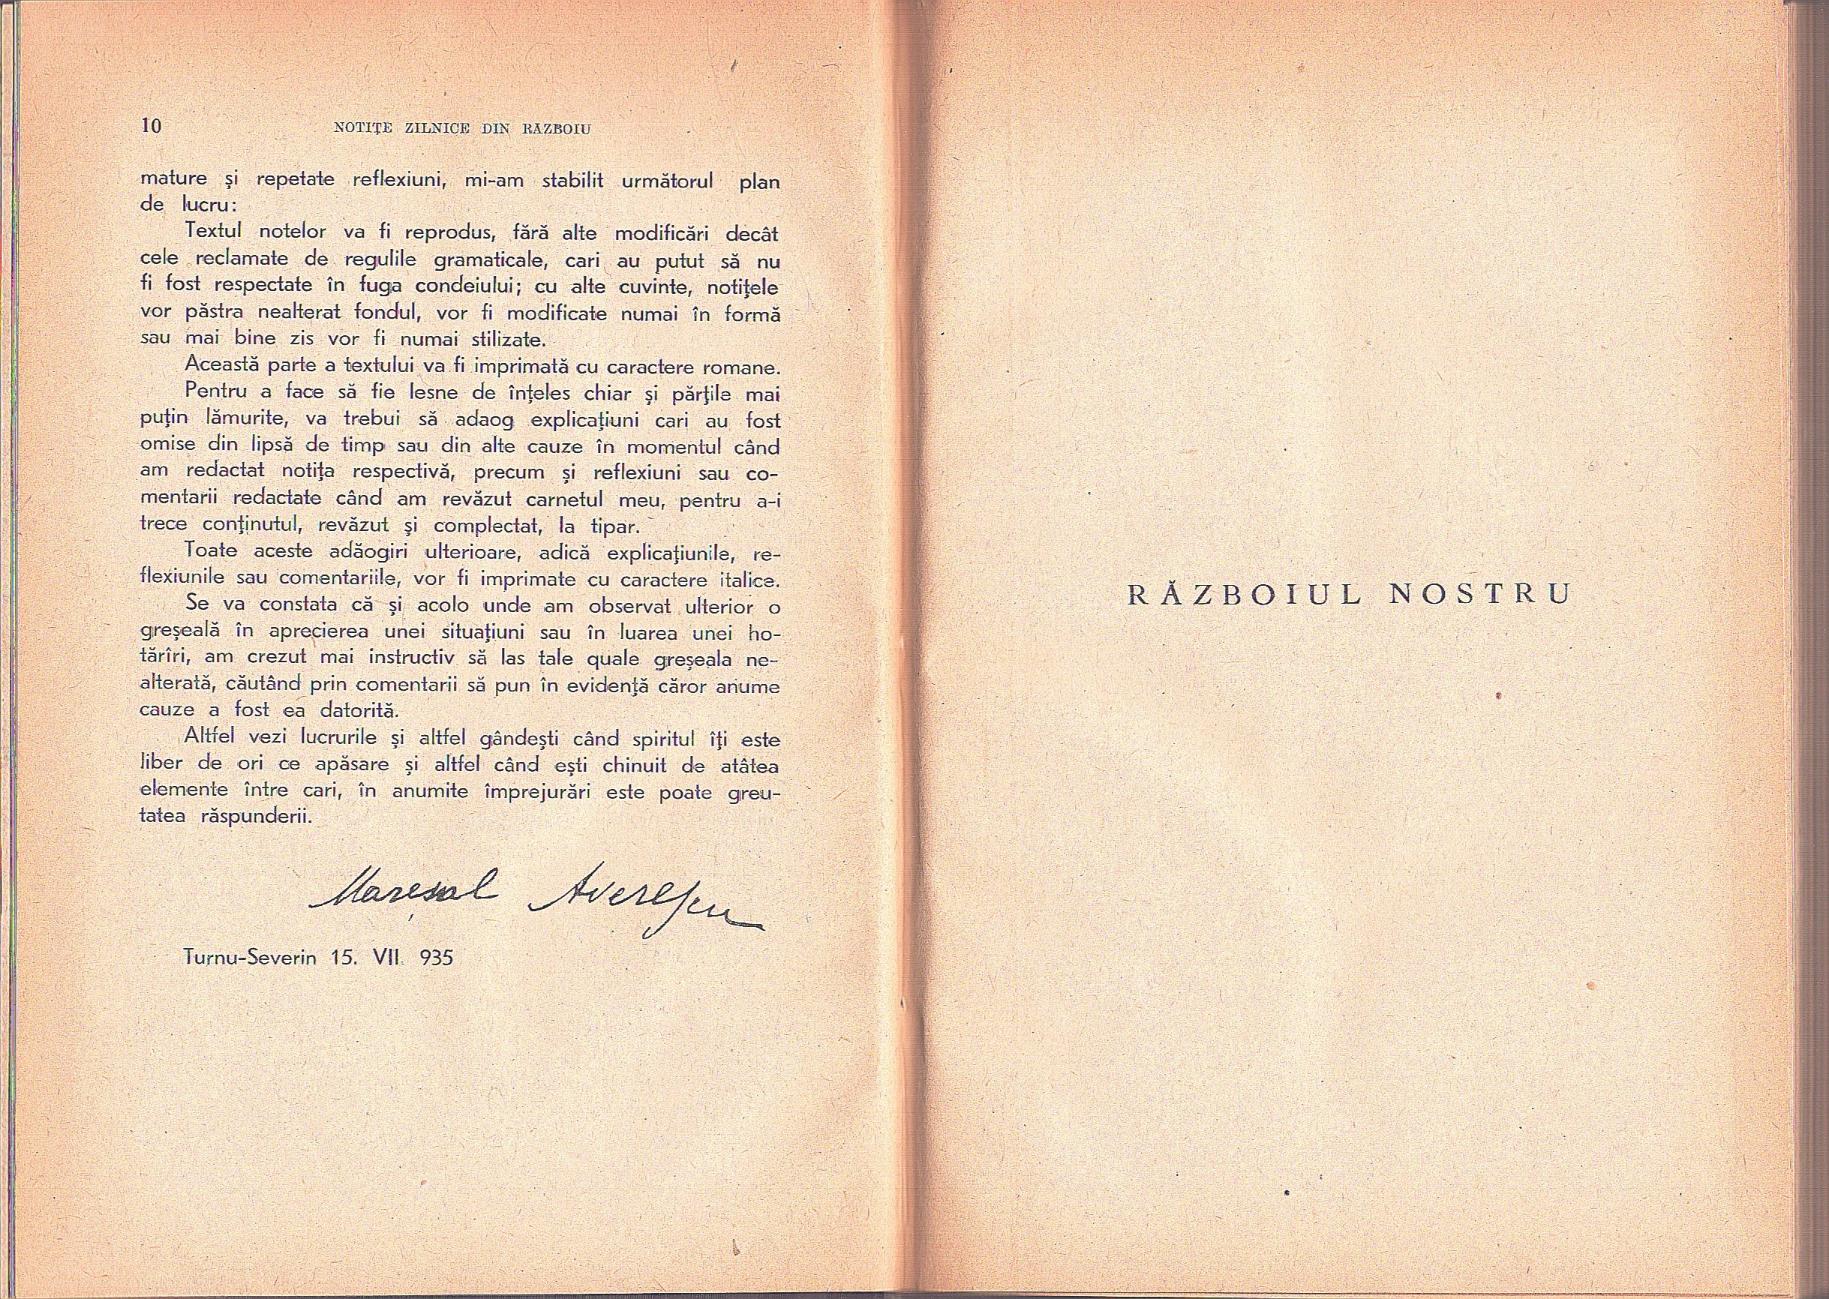 10 NOTIȚE ZILNICE DIN RAZBOIU
mature și repetate reflexiuni, mi-am stabilit următorul plan
de lucru:
Textul notelor va fi reprodus, fără alte modificări decât
cele reclamate de regulile gramaticale, cari au putut să nu
fi fost respectate în fuga condeiului; cu alte cuvinte, notițele
vor păstra nealterat fondul, vor fi modificate numai în formă
sau mai bine zis vor fi numai stilizate.
Această parte a textului va fi imprimată cu caractere romane.
Pentru a face să fie lesne de înțeles chiar și părțile mai
puțin lămurite, va trebui să adaog explicațiuni cari au fost
omise din lipsă de timp sau din alte cauze în momentul când
am redactat notița respectivă, precum și reflexiuni sau co-
mentarii redactate când am revăzut carnetul meu, pentru a-i
trece conținutul, revăzut și complectat, la tipar.
Toate aceste adăogiri ulterioare, adică explicațiunile, re-
flexiunile sau comentariile, vor fi imprimate cu caractere italice.
Se va constata că și acolo unde am observat ulterior o
greșeală în aprecierea unei situațiuni sau în luarea unei ho-
tărîri, am crezut mai instructiv să las tale quale greșeala ne-
alterată, căutând prin comentarii să pun în evidență căror anume
cauze a fost ea datorită.
Altfel vezi lucrurile și altfel gândești când spiritul îți este
liber de ori ce apăsare și altfel când ești chinuit de atâtea
elemente între cari, în anumite împrejurări este poate greu-
tatea răspunderii.
Mareșal Averescu
Turnu-Severin 15. VII. 935
RĂZBOIUL NOSTRU